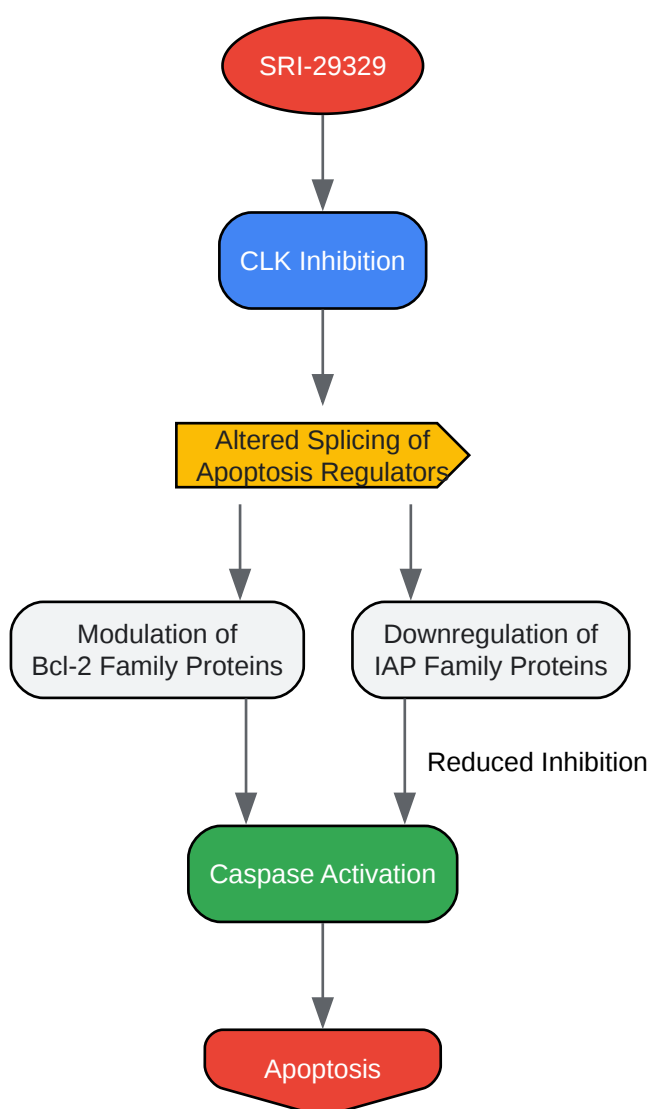 SRI-29329
CLK Inhibition
Altered Splicing of
Apoptosis Regulators
Modulation of
Bcl-2 Family Proteins
Downregulation of
IAP Family Proteins
Reduced Inhibition
Caspase Activation
Apoptosis